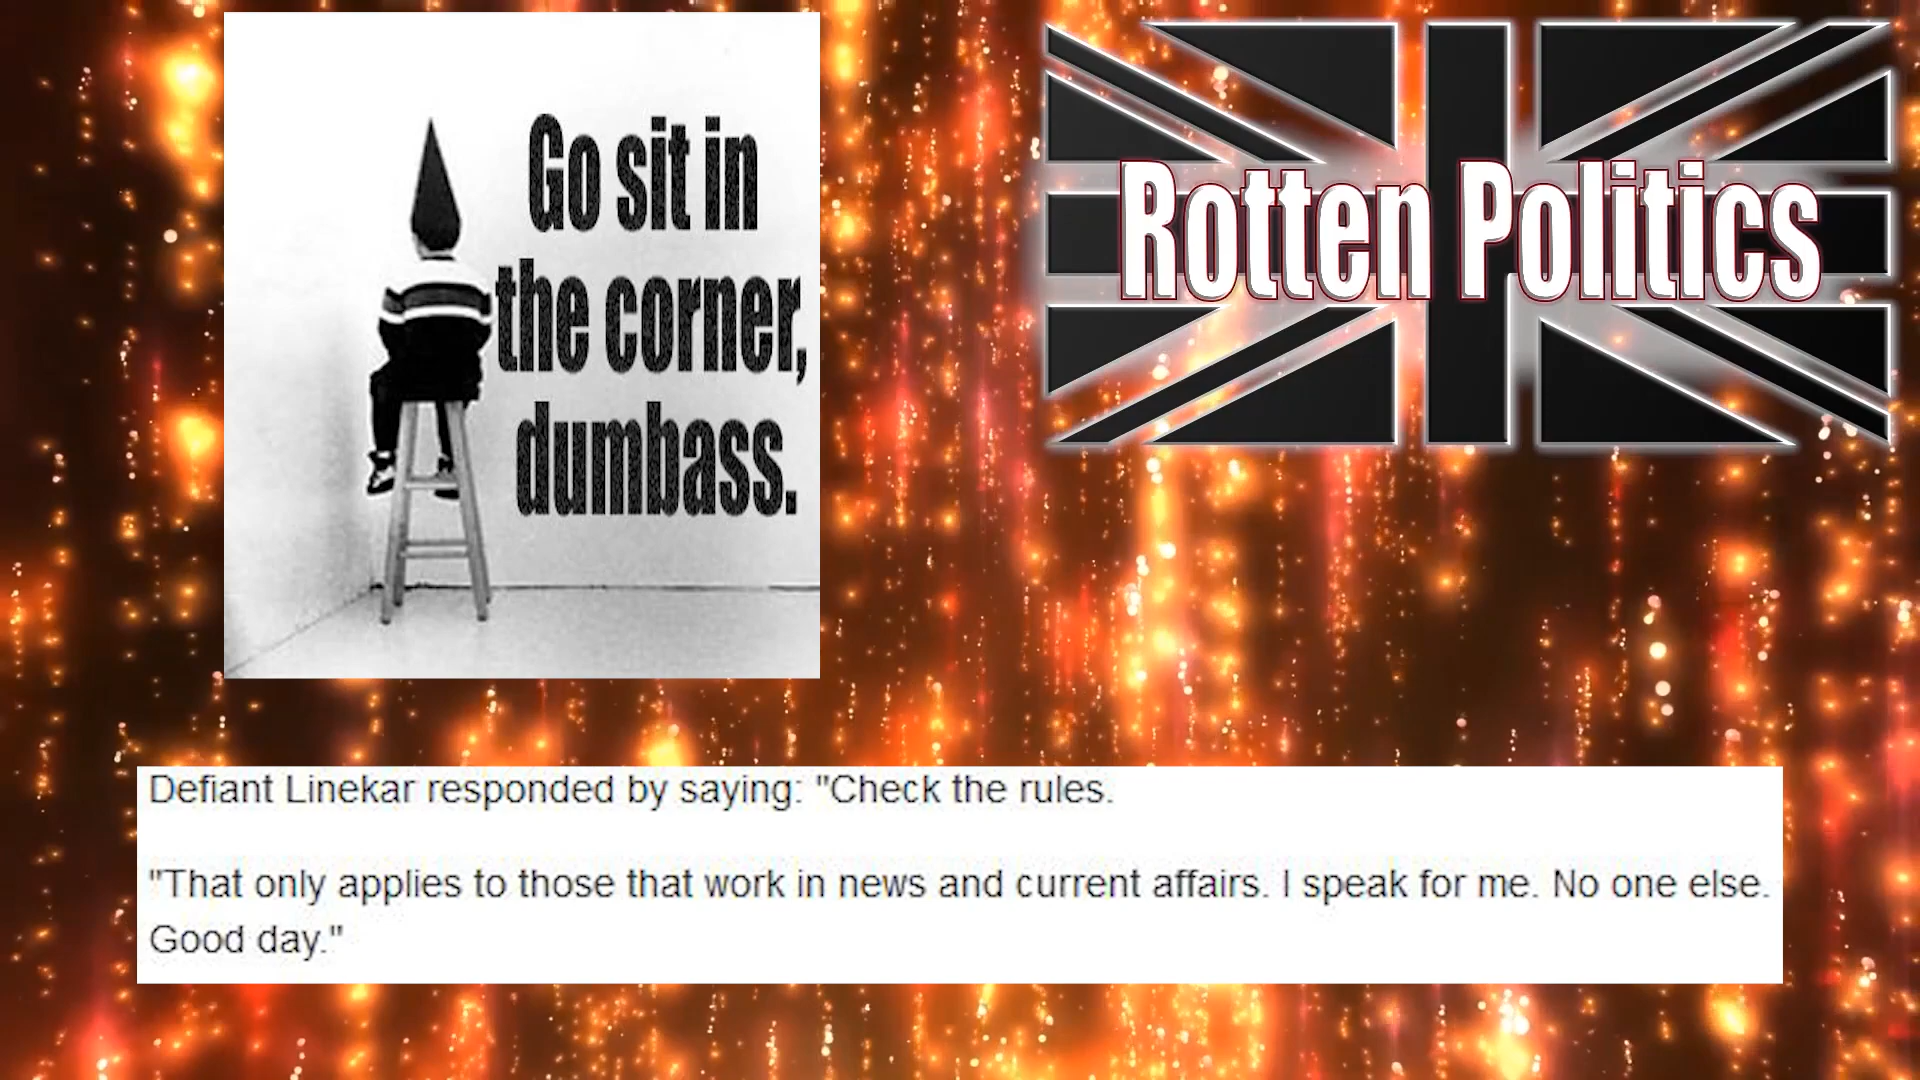 Go sit in
the corner,
dumbass.
Rotten Politics
Defiant Linekar responded by saying: "Check the rules.
"That only applies to those that work in news and current affairs. I speak for me. No one else.
Good day."